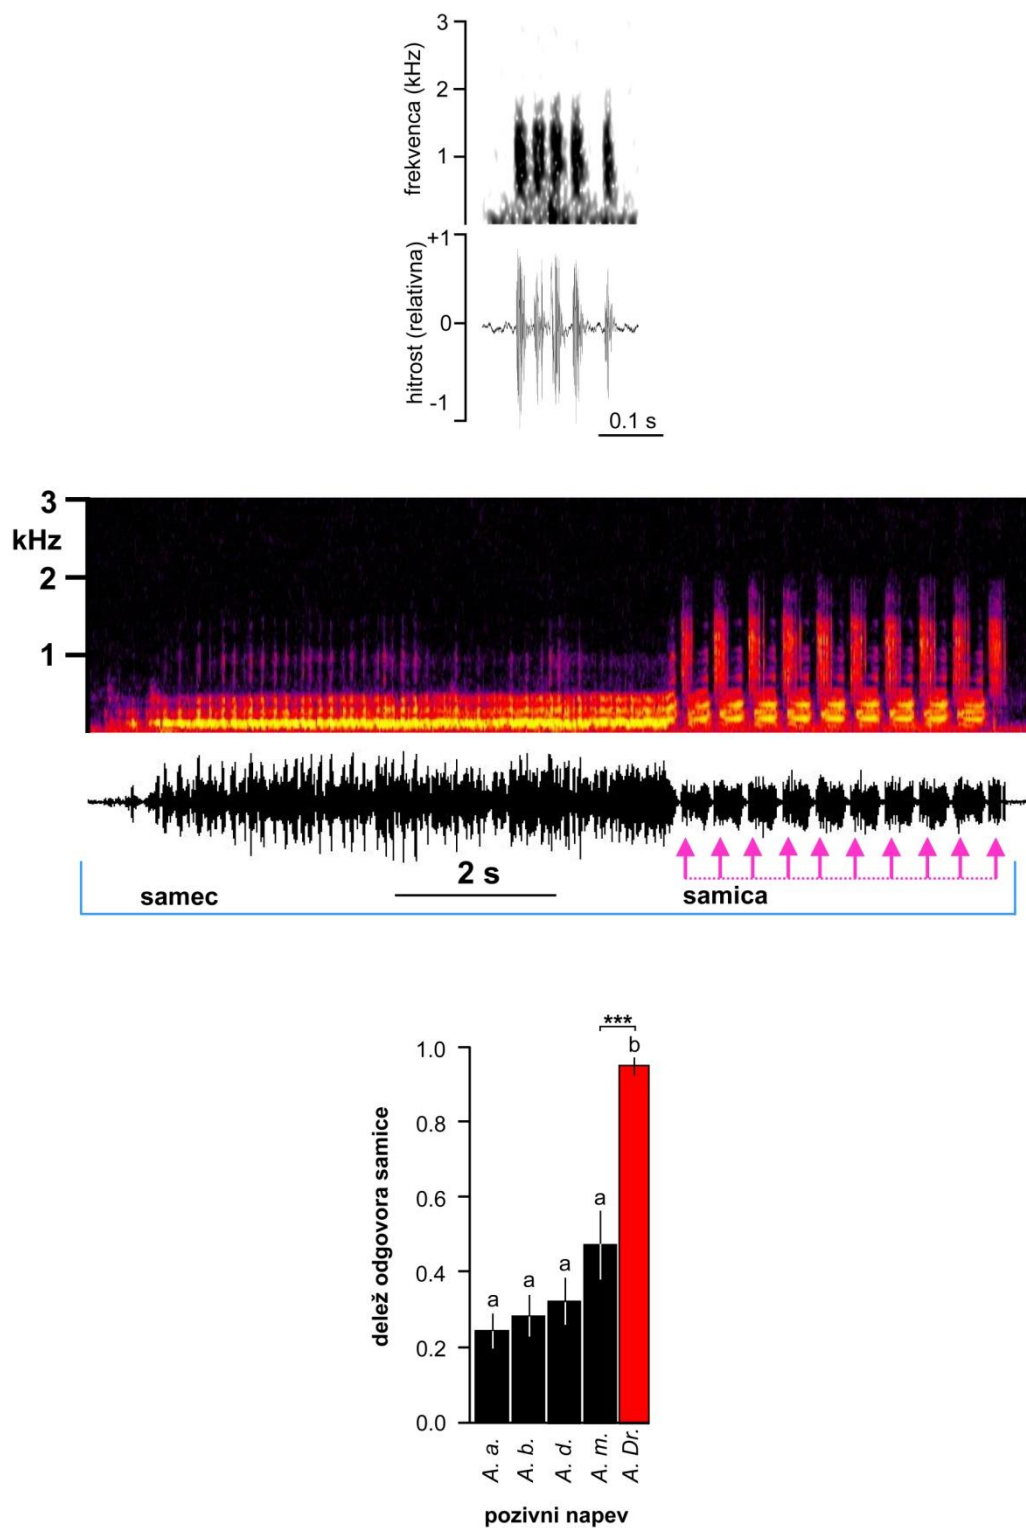 3
2
1
frekvenca (kHz)
+1
0
-1
hitrost (relativna)
0.1 s
3
kHz
2
1
2 s
samec
samica
***
b
a
a
a
a
1.0
0.8
0.6
0.4
0.2
0.0
delež odgovora samice
A. a.
A. b.
A. d.
A. m.
A. Dr.
pozivni napev